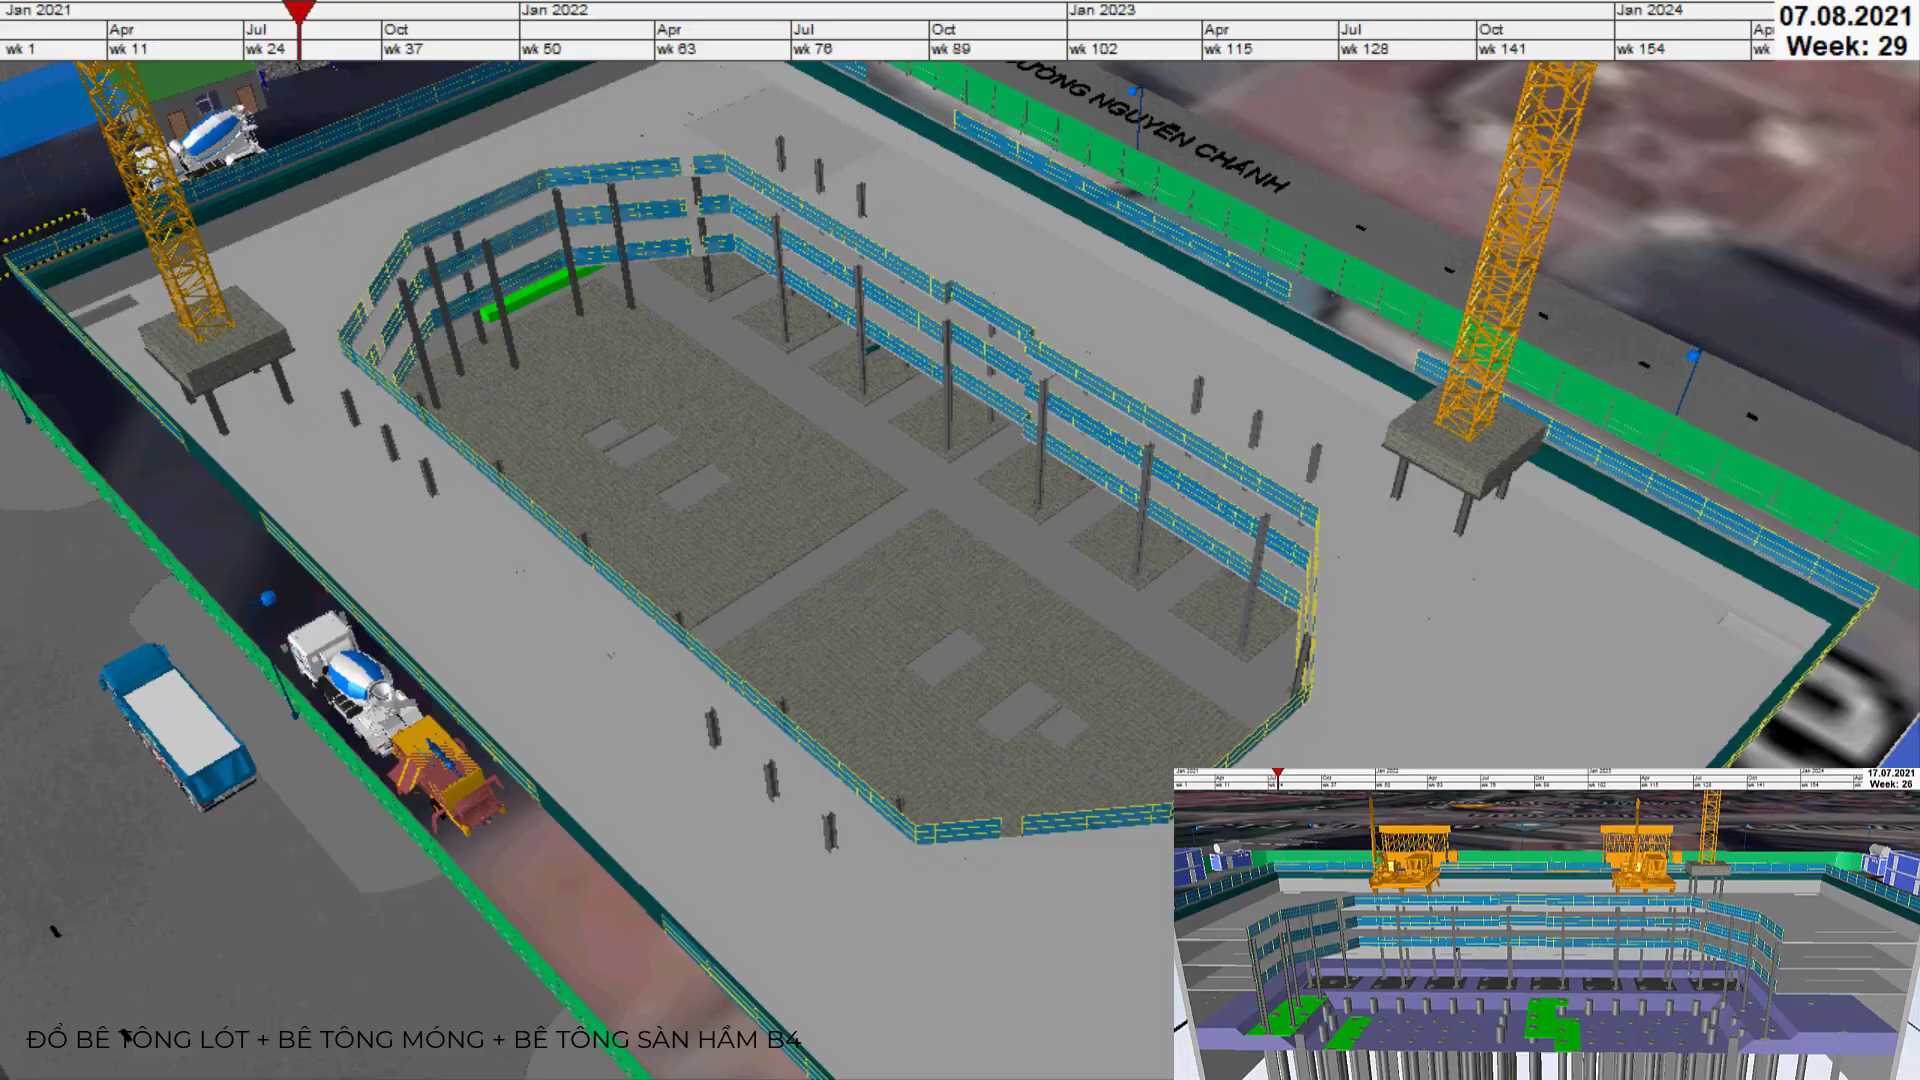 Jan 2021 Jan 2022 Jan 2023 Jan 2024
Apr Jul Oct Apr Jul Oct Apr Jul Oct
wk 1 wk 11 wk 24 wk 37 wk 50 wk 63 wk 76 wk 89 wk 102 wk 115 wk 128 wk 141 wk 154 wk
07.08.2021
Week: 29
NGUYỄN CHÁNH
17.07.2021
Week: 26
ĐỔ BÊ TÔNG LÓT + BÊ TÔNG MÓNG + BÊ TÔNG SÀN HẦM B4